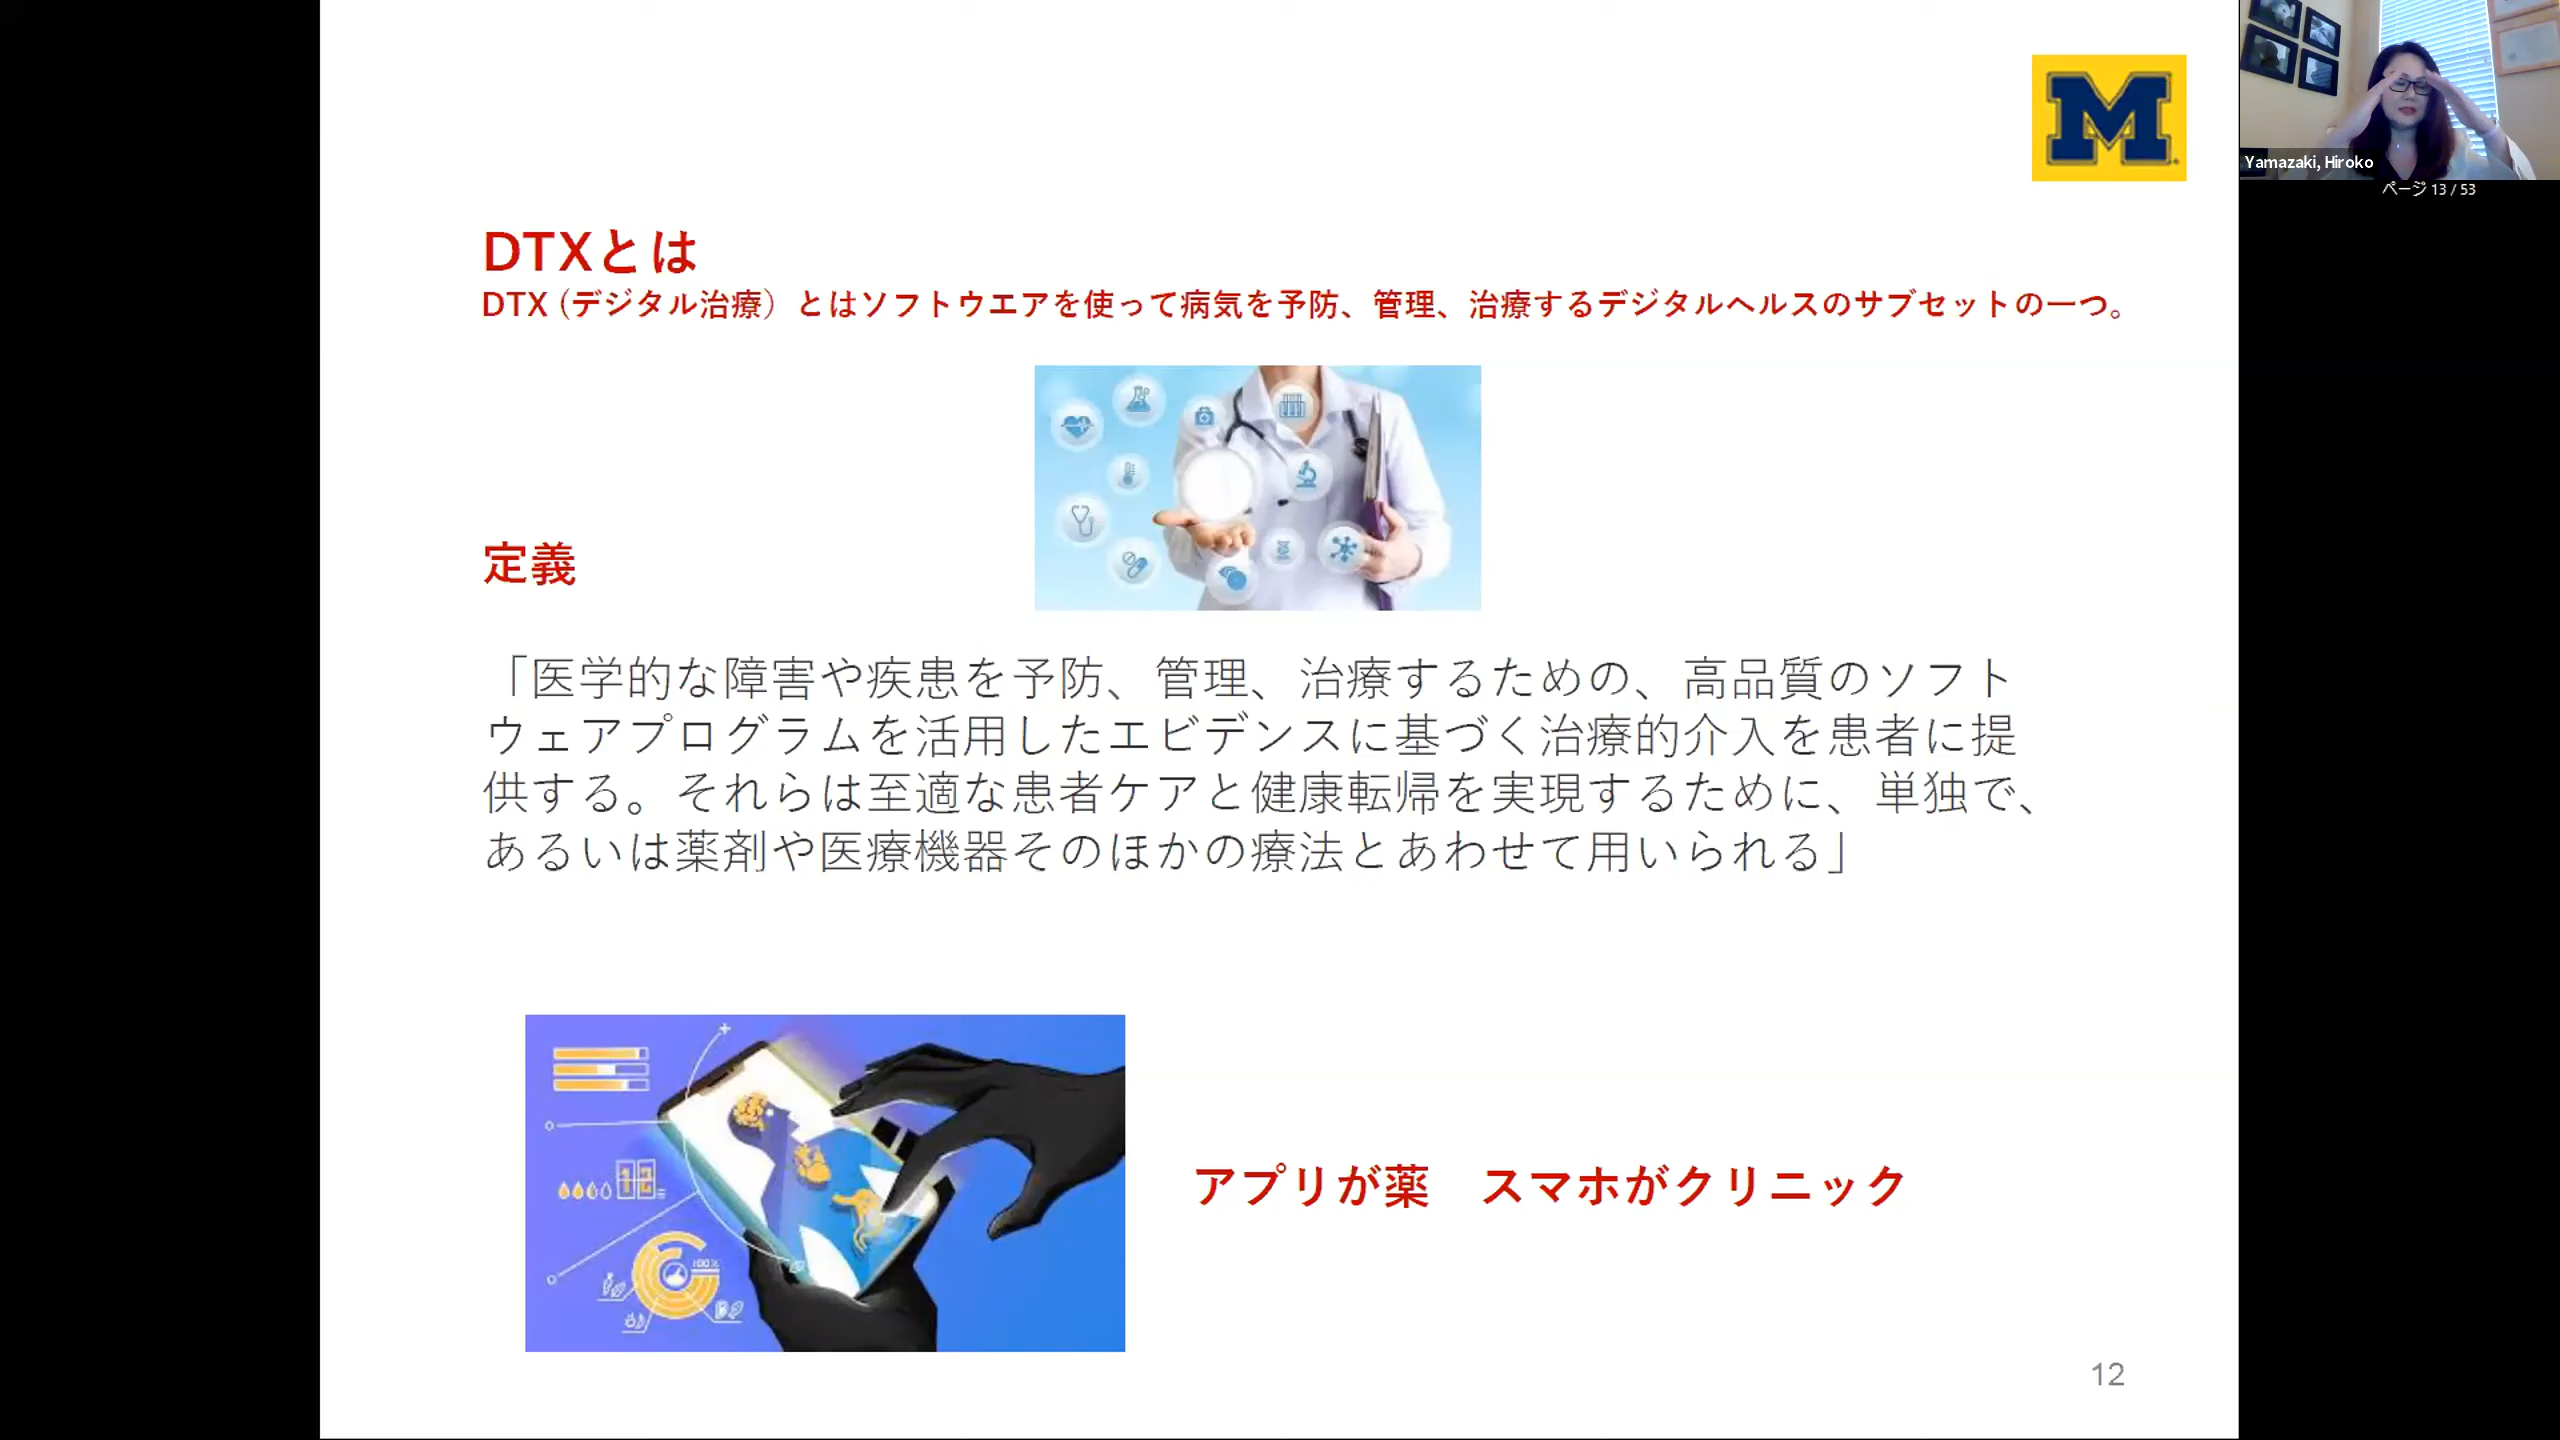 M
Yamazaki, Hiroko
ページ 13 / 53
DTXとは
DTX (デジタル治療）とはソフトウエアを使って病気を予防、管理、治療するデジタルヘルスのサブセットの一つ。
定義
「医学的な障害や疾患を予防、管理、治療するための、高品質のソフト
ウェアプログラムを活用したエビデンスに基づく治療的介入を患者に提
供する。それらは至適な患者ケアと健康転帰を実現するために、単独で、
あるいは薬剤や医療機器そのほかの療法とあわせて用いられる」
12
100%
アプリが薬　スマホがクリニック
12